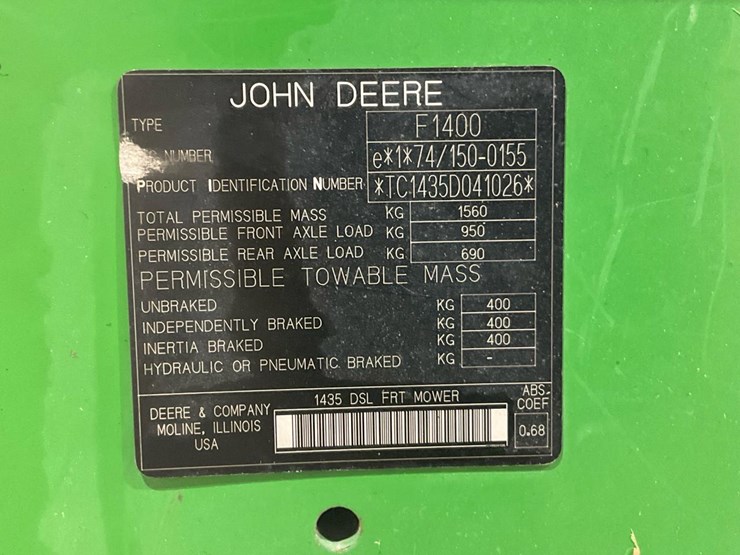 JOHN DEERE
TYPE F1400
NUMBER e*1*74/150-0155
PRODUCT IDENTIFICATION NUMBER *TC1435D041026*
TOTAL PERMISSIBLE MASS KG 1560
PERMISSIBLE FRONT AXLE LOAD KG 950
PERMISSIBLE REAR AXLE LOAD KG 690
PERMISSIBLE TOWABLE MASS
UNBRAKED KG 400
INDEPENDENTLY BRAKED KG 400
INERTIA BRAKED KG 400
HYDRAULIC OR PNEUMATIC BRAKED KG -
DEERE & COMPANY
MOLINE, ILLINOIS
USA
1435 DSL FRT MOWER
ABS.
COEF
0.68